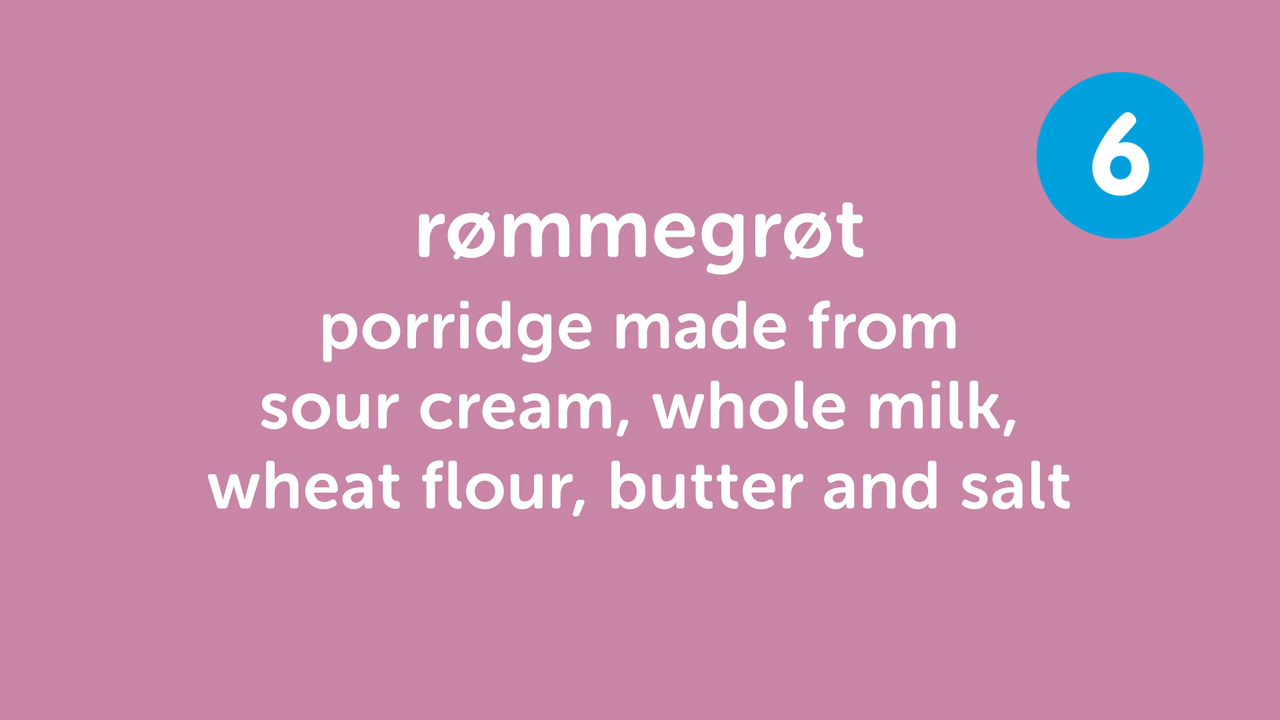 6
rømmegrøt
porridge made from
sour cream, whole milk,
wheat flour, butter and salt